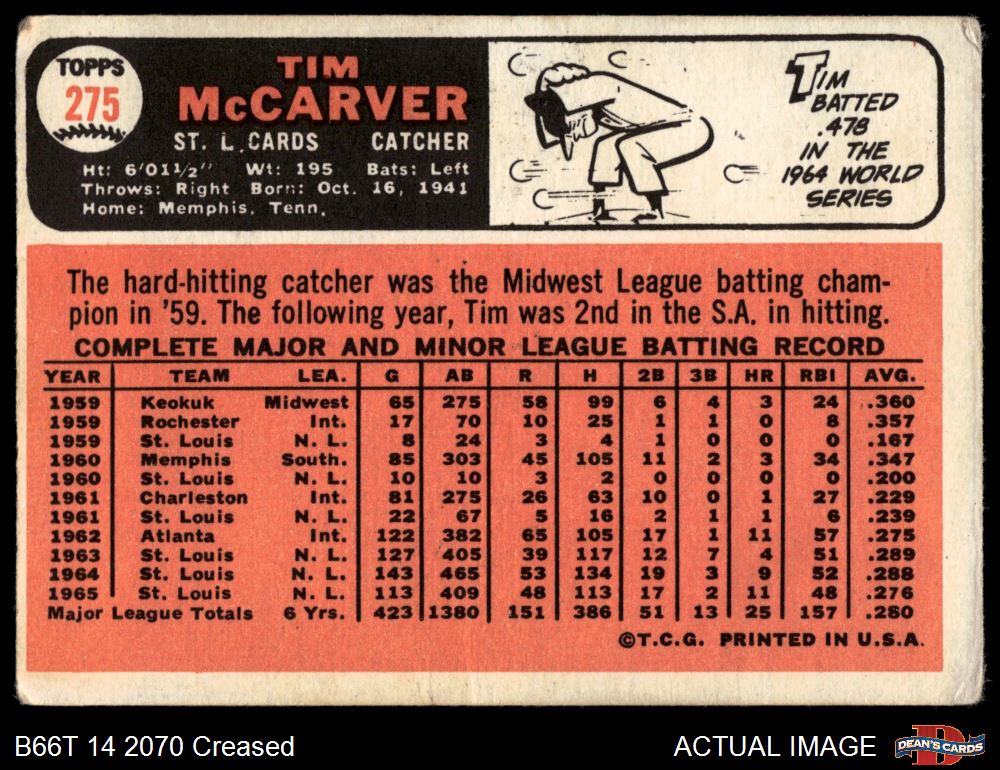 TOPPS
275
TIM
McCARVER
ST. L. CARDS CATCHER
Ht: 6'01½" Wt: 195 Bats: Left
Throws: Right Born: Oct. 16, 1941
Home: Memphis, Tenn.
TIM
BATTED
.478
IN THE
1964 WORLD
SERIES
The hard-hitting catcher was the Midwest League batting cham-
pion in '59. The following year, Tim was 2nd in the S.A. in hitting.
COMPLETE MAJOR AND MINOR LEAGUE BATTING RECORD
YEAR TEAM LEA. G AB R H 2B 3B HR RBI AVG.
1959 Keokuk Midwest 65 275 58 99 6 4 3 24 .360
1959 Rochester Int. 17 70 10 25 1 1 0 8 .357
1959 St. Louis N. L. 8 24 3 4 1 0 0 0 .167
1960 Memphis South. 85 303 45 105 11 2 3 34 .347
1960 St. Louis N. L. 10 10 3 2 0 0 0 0 .200
1961 Charleston Int. 81 275 26 63 10 0 1 27 .229
1961 St. Louis N. L. 22 67 5 16 2 1 1 6 .239
1962 Atlanta Int. 122 382 65 105 17 1 11 57 .275
1963 St. Louis N. L. 127 405 39 117 12 7 4 51 .289
1964 St. Louis N. L. 143 465 53 134 19 3 9 52 .288
1965 St. Louis N. L. 113 409 48 113 17 2 11 48 .276
Major League Totals 6 Yrs. 423 1380 151 386 51 13 25 157 .280
©T.C.G. PRINTED IN U.S.A.
B66T 14 2070 Creased
ACTUAL IMAGE
DEAN'S CARDS